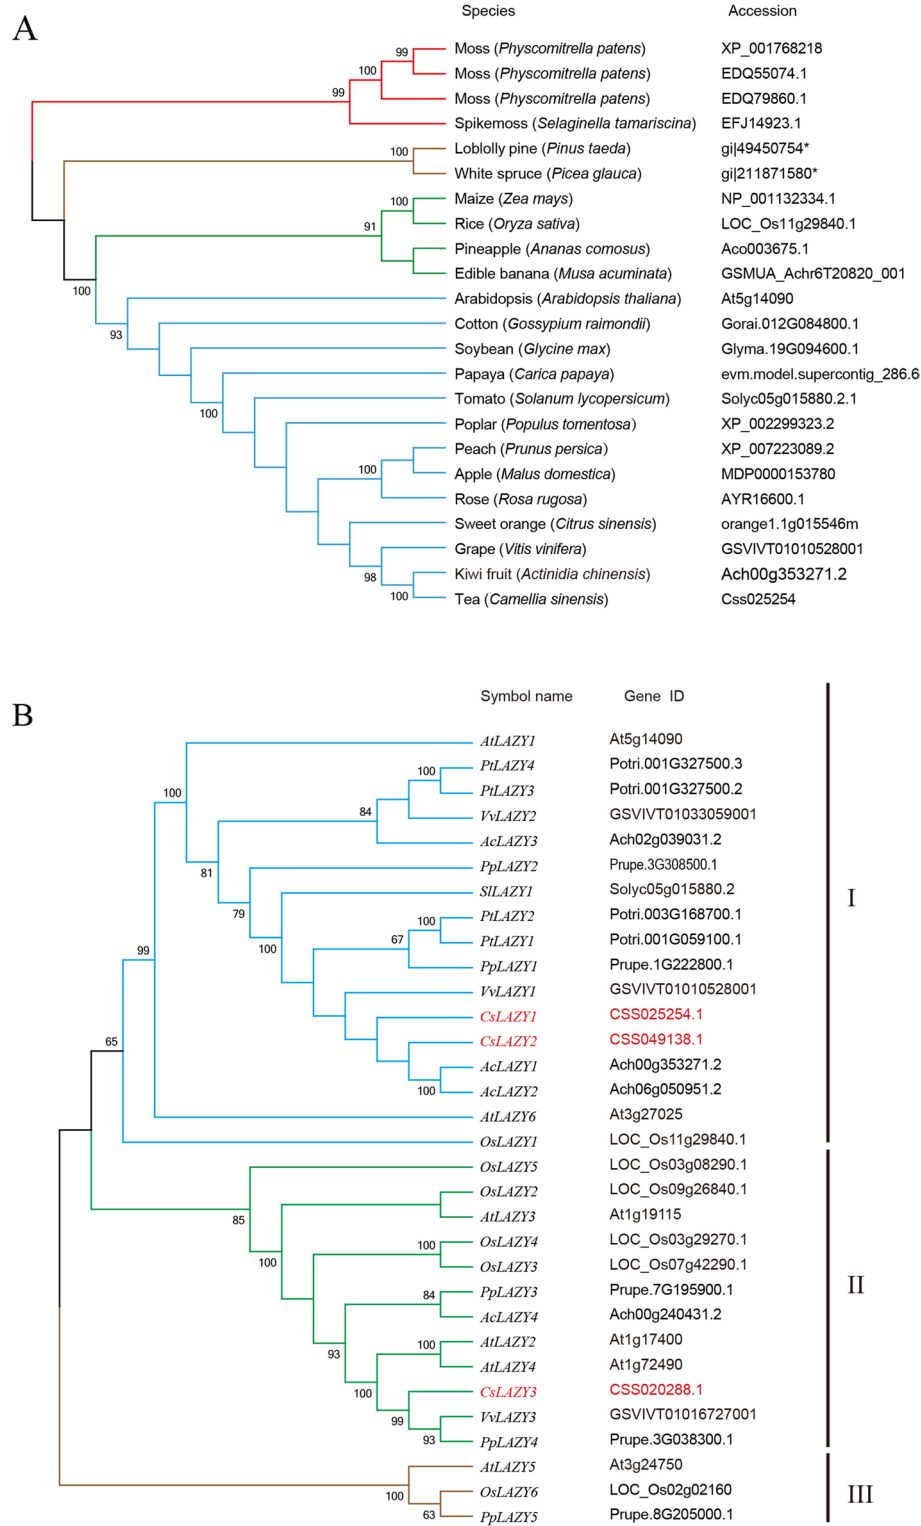 A
Species Accession
99 Moss (Physcomitrella patens) XP_001768218
100 Moss (Physcomitrella patens) EDQ55074.1
99 Moss (Physcomitrella patens) EDQ79860.1
Spikemoss (Selaginella tamariscina) EFJ14923.1
100 Loblolly pine (Pinus taeda) gi|49450754*
White spruce (Picea glauca) gi|211871580*
100 Maize (Zea mays) NP_001132334.1
91 Rice (Oryza sativa) LOC_Os11g29840.1
Pineapple (Ananas comosus) Aco003675.1
Edible banana (Musa acuminata) GSMUA_Achr6T20820_001
100 Arabidopsis (Arabidopsis thaliana) At5g14090
93 Cotton (Gossypium raimondii) Gorai.012G084800.1
Soybean (Glycine max) Glyma.19G094600.1
Papaya (Carica papaya) evm.model.supercontig_286.6
100 Tomato (Solanum lycopersicum) Solyc05g015880.2.1
Poplar (Populus tomentosa) XP_002299323.2
Peach (Prunus persica) XP_007223089.2
100 Apple (Malus domestica) MDP0000153780
Rose (Rosa rugosa) AYR16600.1
Sweet orange (Citrus sinensis) orange1.1g015546m
Grape (Vitis vinifera) GSVIVT01010528001
98 Kiwi fruit (Actinidia chinensis) Ach00g353271.2
100 Tea (Camellia sinensis) Css025254
B
Symbol name Gene ID
AtLAZY1 At5g14090
100 PtLAZY4 Potri.001G327500.3
100 PtLAZY3 Potri.001G327500.2
84 VvLAZY2 GSVIVT01033059001
AcLAZY3 Ach02g039031.2
81 PpLAZY2 Prupe.3G308500.1
SlLAZY1 Solyc05g015880.2
I
79 100 PtLAZY2 Potri.003G168700.1
100 67 PtLAZY1 Potri.001G059100.1
99 PpLAZY1 Prupe.1G222800.1
VvLAZY1 GSVIVT01010528001
CsLAZY1 CSS025254.1
65 CsLAZY2 CSS049138.1
AcLAZY1 Ach00g353271.2
100 AcLAZY2 Ach06g050951.2
AtLAZY6 At3g27025
OsLAZY1 LOC_Os11g29840.1
OsLAZY5 LOC_Os03g08290.1
OsLAZY2 LOC_Os09g26840.1
85 AtLAZY3 At1g19115
100 100 OsLAZY4 LOC_Os03g29270.1
OsLAZY3 LOC_Os07g42290.1
II
84 PpLAZY3 Prupe.7G195900.1
AcLAZY4 Ach00g240431.2
93 100 AtLAZY2 At1g17400
AtLAZY4 At1g72490
100 CsLAZY3 CSS020288.1
99 VvLAZY3 GSVIVT01016727001
93 PpLAZY4 Prupe.3G038300.1
AtLAZY5 At3g24750
100 OsLAZY6 LOC_Os02g02160
III
63 PpLAZY5 Prupe.8G205000.1